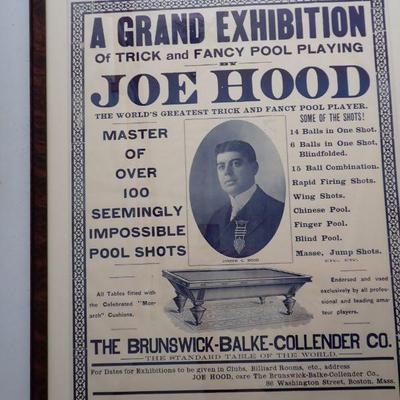 A GRAND EXHIBITION
OF TRICK and FANCY POOL PLAYING
BY
JOE HOOD
THE WORLD'S GREATEST TRICK AND FANCY POOL PLAYER.
MASTER
OF
OVER
100
SEEMINGLY
IMPOSSIBLE
POOL SHOTS
SOME OF THE SHOTS!
14 Balls in One Shot.
6 Balls in One Shot,
Blindfolded.
15 Ball Combination.
Rapid Firing Shots.
Wing Shots.
Chinese Pool.
Finger Pool.
Blind Pool.
Masse, Jump Shots.
ETC., ETC.
JOSEPH C. HOOD
All Tables fitted with
the Celebrated "Mon-
arch" Cushions.
Endorsed and used
exclusively by all profes-
sional and leading ama-
teur players.
THE BRUNSWICK-BALKE-COLLENDER CO.
THE STANDARD TABLE OF THE WORLD.
For Dates for Exhibitions to be given in Clubs, Billiard Rooms, etc., address
JOE HOOD, care The Brunswick-Balke-Collender Co.,
86 Washington Street, Boston, Mass.